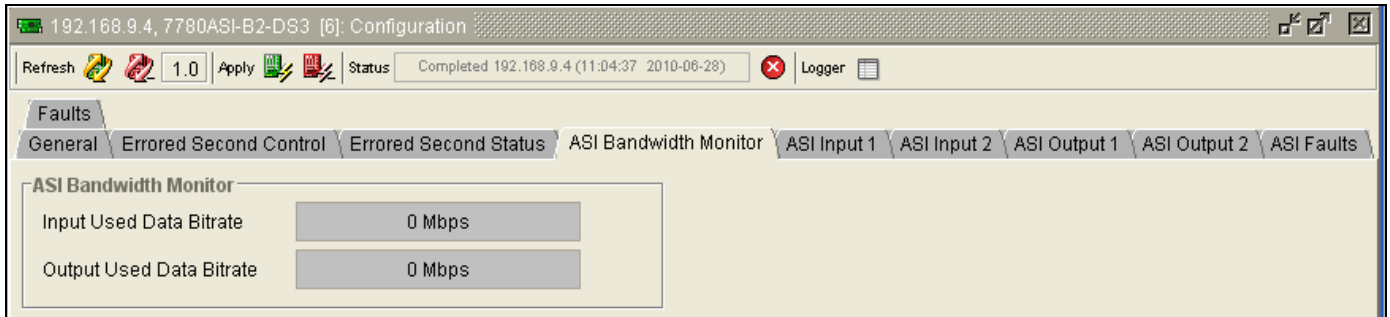 192.168.9.4, 7780ASI-B2-DS3 [6]: Configuration
Refresh 1.0 Apply Status Completed 192.168.9.4 (11:04:37 2010-06-28) Logger
Faults
General Errored Second Control Errored Second Status ASI Bandwidth Monitor ASI Input 1 ASI Input 2 ASI Output 1 ASI Output 2 ASI Faults
ASI Bandwidth Monitor
Input Used Data Bitrate 0 Mbps
Output Used Data Bitrate 0 Mbps